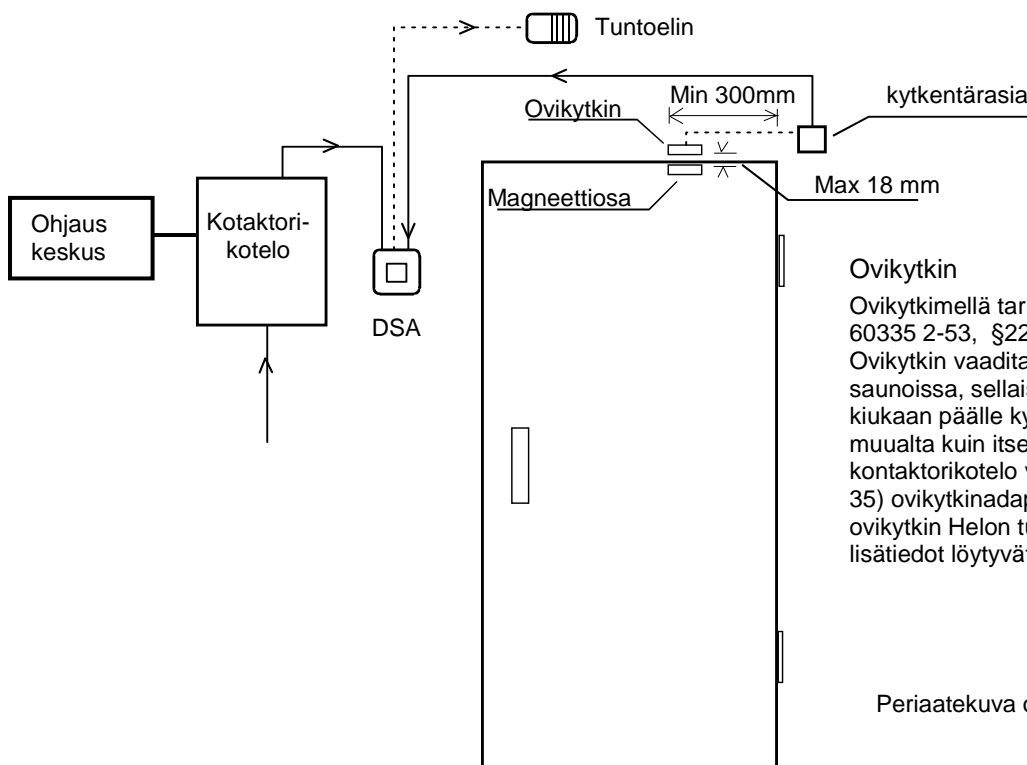 Tuntoelin
Min 300mm
kytkentärasia
Ovikytkin
Magneettiosa
Max 18 mm
Ohjaus
keskus
Kotaktori-
kotelo
DSA
Ovikytkin
Ovikytkimellä tar
60335 2-53, §22
Ovikytkin vaadita
saunoissa, sellais
kiukaan päälle ky
muualta kuin itse
kontaktorikotelo v
35) ovikytkinadap
ovikytkin Helon tu
lisätiedot löytyvät
Periaatekuva o